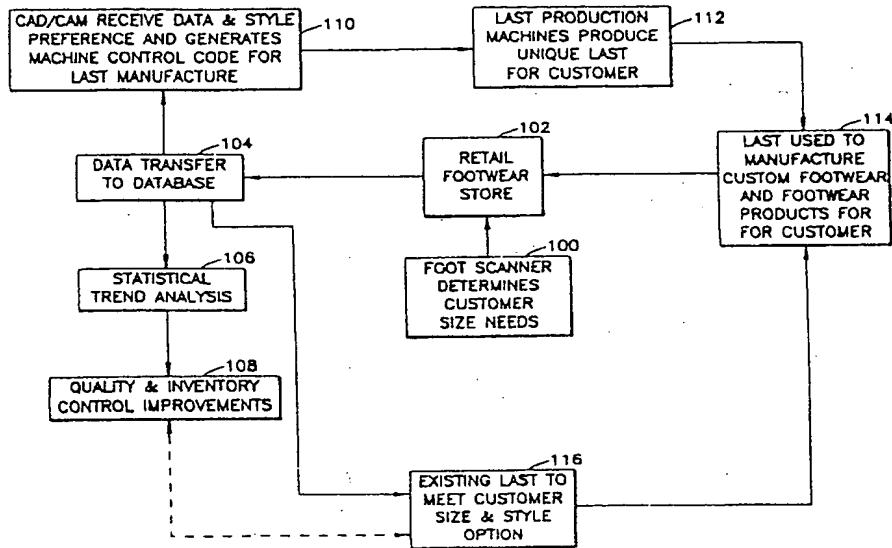 CAD/CAM RECEIVE DATA & STYLE
PREFERENCE AND GENERATES
MACHINE CONTROL CODE FOR
LAST MANUFACTURE
110
LAST PRODUCTION
MACHINES PRODUCE
UNIQUE LAST
FOR CUSTOMER
112
104
DATA TRANSFER
TO DATABASE
102
RETAIL
FOOTWEAR
STORE
114
LAST USED TO
MANUFACTURE
CUSTOM FOOTWEAR
AND FOOTWEAR
PRODUCTS FOR
FOR CUSTOMER
106
STATISTICAL
TREND ANALYSIS
100
FOOT SCANNER
DETERMINES
CUSTOMER
SIZE NEEDS
108
QUALITY & INVENTORY
CONTROL IMPROVEMENTS
116
EXISTING LAST TO
MEET CUSTOMER
SIZE & STYLE
OPTION